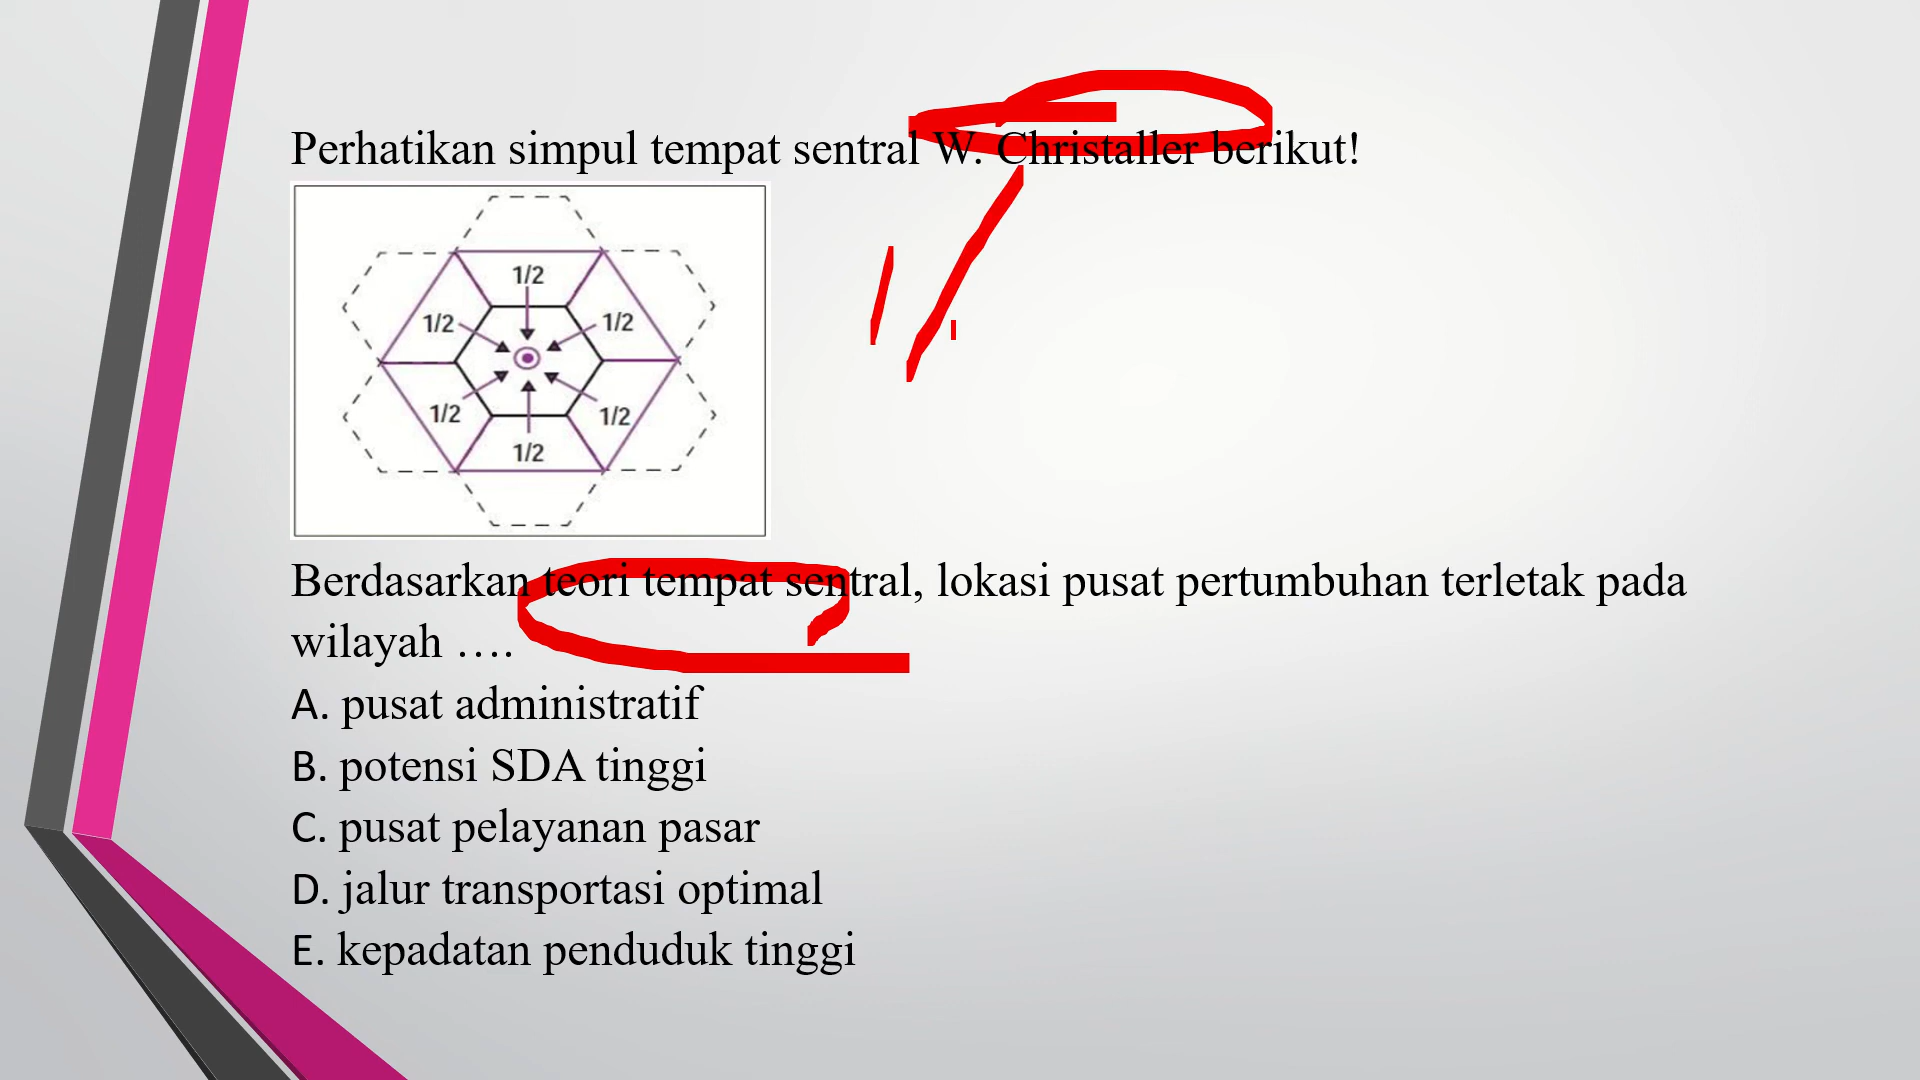 Perhatikan simpul tempat sentral W. Christaller berikut!
1/2
1/2
1/2
1/2
1/2
1/2
Berdasarkan teori tempat sentral, lokasi pusat pertumbuhan terletak pada
wilayah ….
A. pusat administratif
B. potensi SDA tinggi
C. pusat pelayanan pasar
D. jalur transportasi optimal
E. kepadatan penduduk tinggi